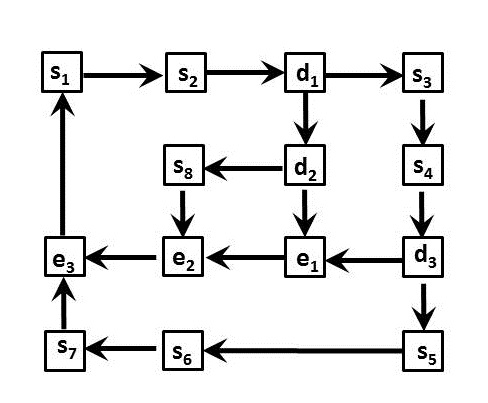 s₁ s₂ d₁ s₃
s₈ d₂ s₄
e₃ e₂ e₁ d₃
s₇ s₆ s₅